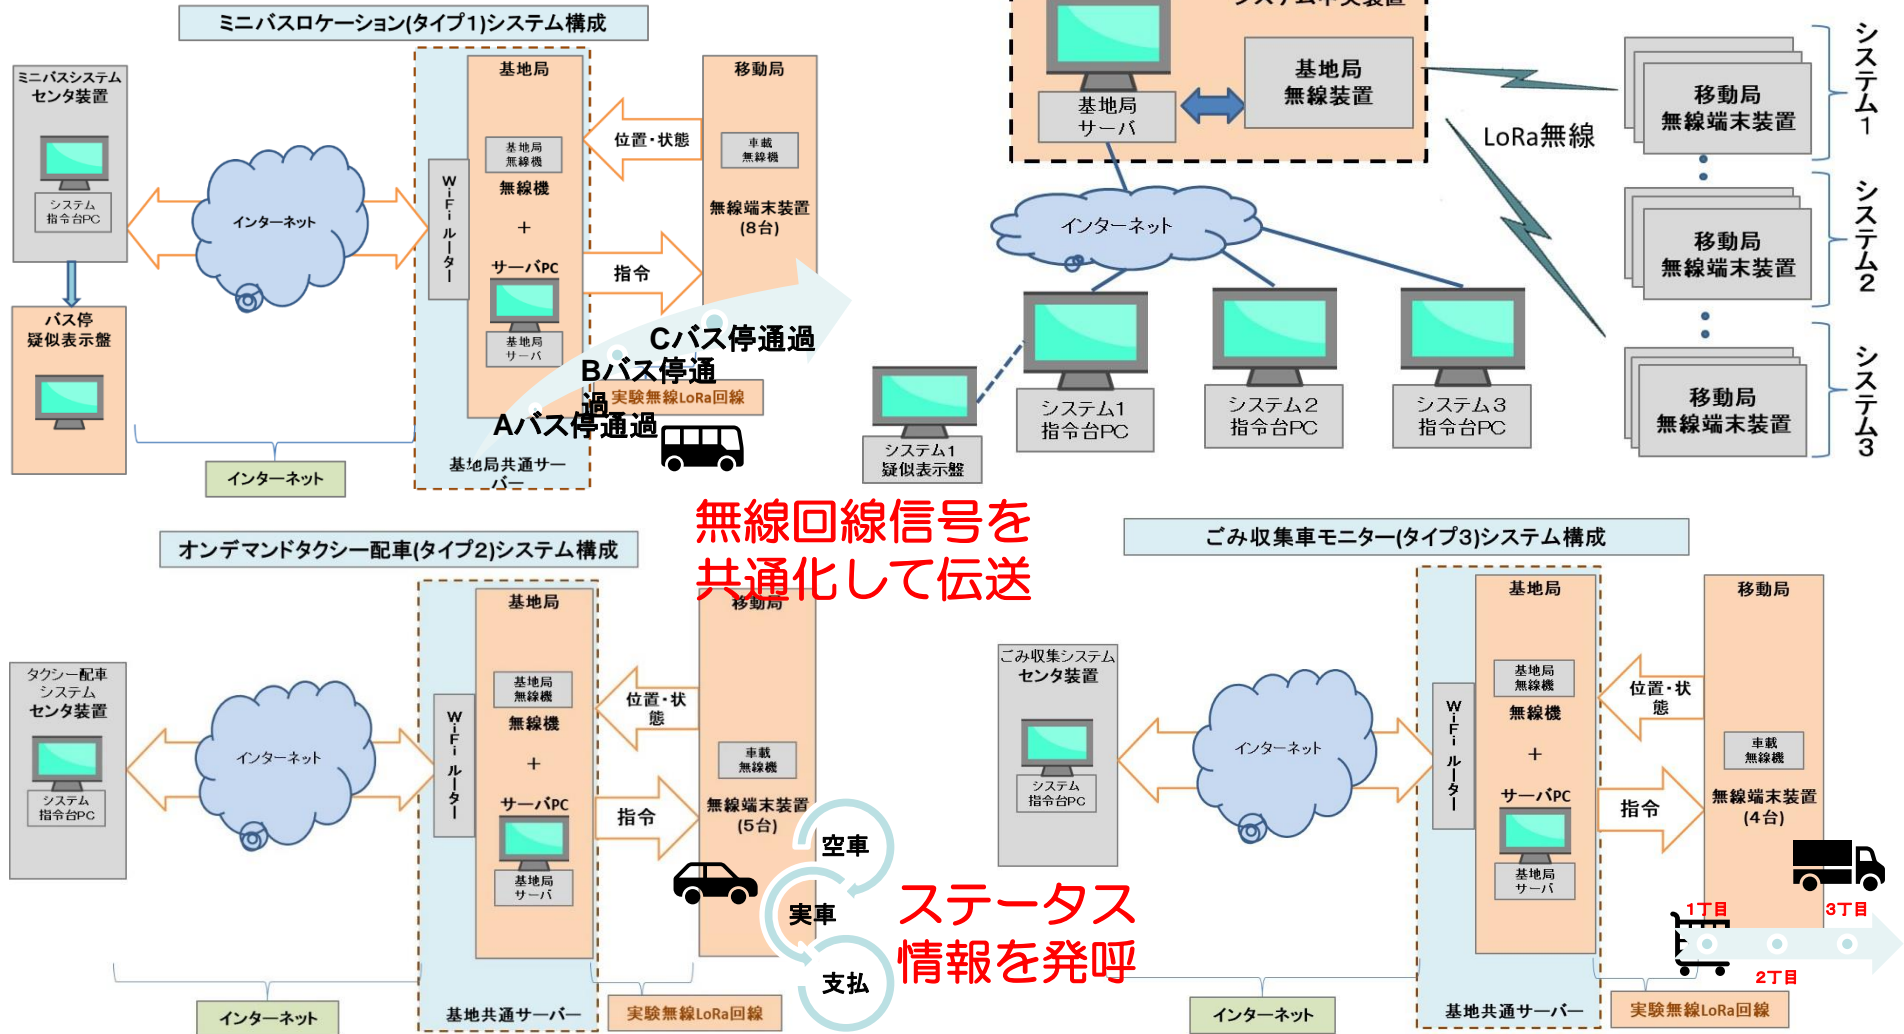 ミニバスロケーション(タイプ1)システム構成
ミニバスシステム
センタ装置
システム
指令台PC
バス停
疑似表示盤
インターネット
インターネット
WiFiルーター
基地局
基地局
無線機
無線機
+
サーバPC
基地局
サーバ
基地局共通サー
バー
位置・状態
指令
移動局
車載
無線機
無線端末装置
(8台)
実験無線LoRa回線
Aバス停通過
Bバス停通
過
Cバス停通過
基地局
サーバ
基地局
無線装置
LoRa無線
移動局
無線端末装置
システム1
移動局
無線端末装置
システム2
移動局
無線端末装置
システム3
インターネット
システム1
疑似表示盤
システム1
指令台PC
システム2
指令台PC
システム3
指令台PC
無線回線信号を
共通化して伝送
オンデマンドタクシー配車(タイプ2)システム構成
タクシー配車
システム
センタ装置
システム
指令台PC
インターネット
インターネット
WiFiルーター
基地局
基地局
無線機
無線機
+
サーバPC
基地局
サーバ
基地共通サーバー
位置・状
態
指令
移動局
車載
無線機
無線端末装置
(5台)
実験無線LoRa回線
空車
実車
支払
ステータス
情報を発呼
ごみ収集車モニター(タイプ3)システム構成
ごみ収集システム
センタ装置
システム
指令台PC
インターネット
インターネット
WiFiルーター
基地局
基地局
無線機
無線機
+
サーバPC
基地局
サーバ
基地共通サーバー
位置・状
態
指令
移動局
車載
無線機
無線端末装置
(4台)
実験無線LoRa回線
1丁目
2丁目
3丁目